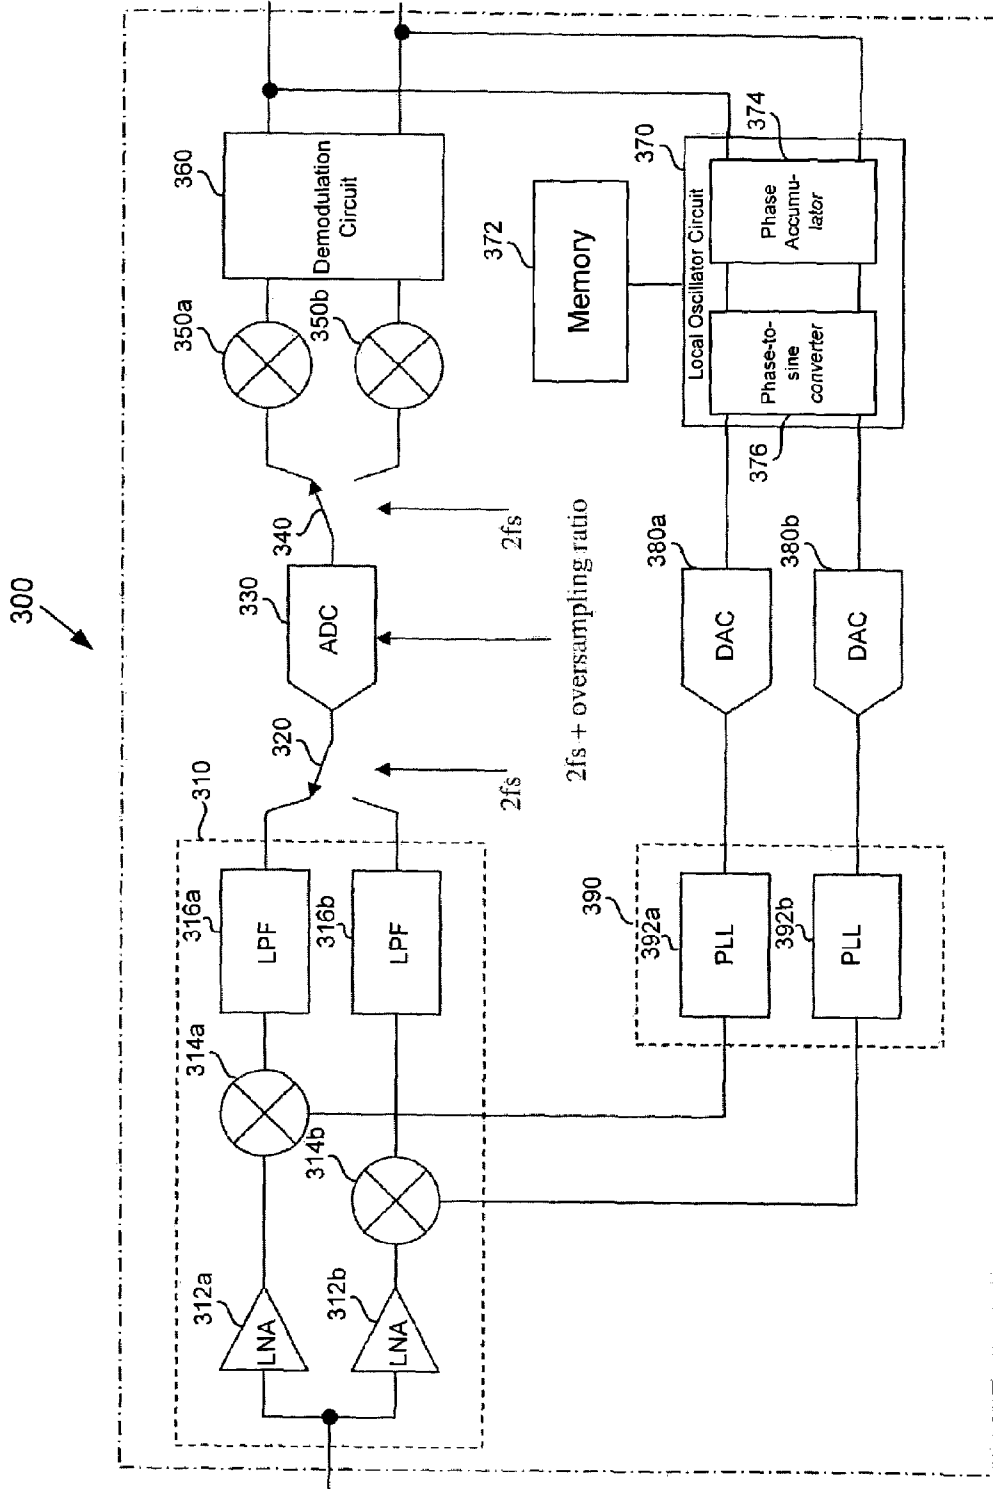 300
310
312a
LNA
312b
LNA
314a
314b
316a
LPF
316b
LPF
320
2fs
330
ADC
2fs + oversampling ratio
340
2fs
350a
350b
360
Demodulation
Circuit
372
Memory
370
Local Oscillator Circuit
374
Phase
Accumu-
lator
Phase-to-
sine
converter
376
380a
DAC
380b
DAC
390
392a
PLL
392b
PLL